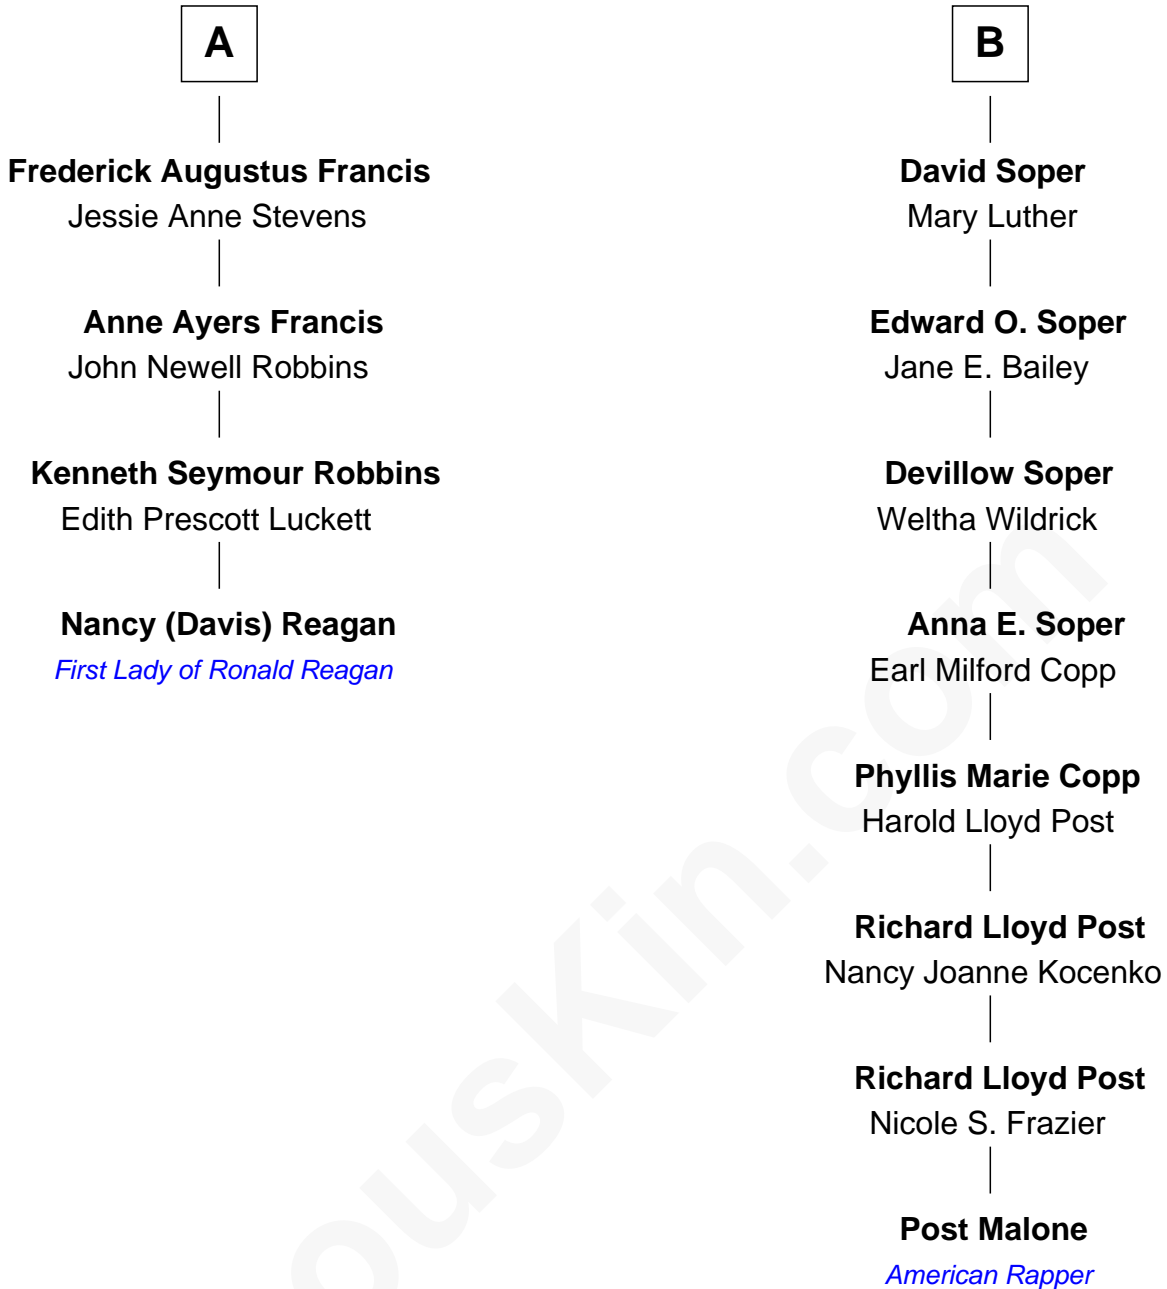 A
Frederick Augustus Francis
Jessie Anne Stevens
Anne Ayers Francis
John Newell Robbins
Kenneth Seymour Robbins
Edith Prescott Luckett
Nancy (Davis) Reagan
First Lady of Ronald Reagan
B
David Soper
Mary Luther
Edward O. Soper
Jane E. Bailey
Devillow Soper
Weltha Wildrick
Anna E. Soper
Earl Milford Copp
Phyllis Marie Copp
Harold Lloyd Post
Richard Lloyd Post
Nancy Joanne Kocenko
Richard Lloyd Post
Nicole S. Frazier
Post Malone
American Rapper
ousKin.com